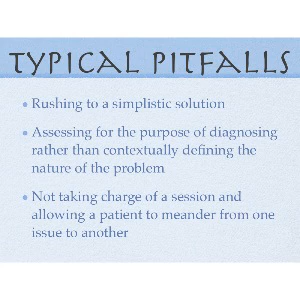 TYPICAL PITFALLS
• Rushing to a simplistic solution
• Assessing for the purpose of diagnosing
rather than contextually defining the
nature of the problem
• Not taking charge of a session and
allowing a patient to meander from one
issue to another